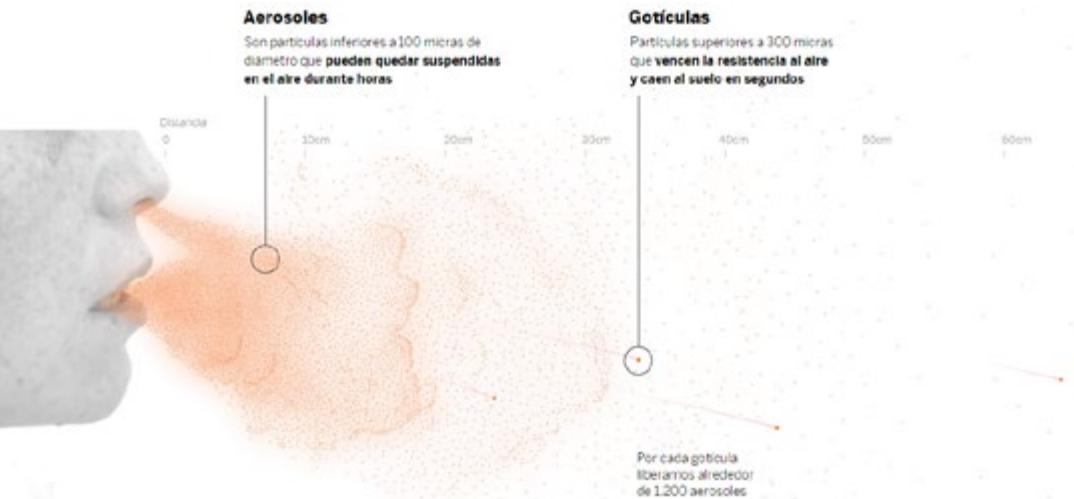 Aerosoles
Son partículas inferiores a 100 micras de
diámetro que pueden quedar suspendidas
en el aire durante horas
Gotículas
Partículas superiores a 300 micras
que vencen la resistencia al aire
y caen al suelo en segundos
Distancia
0 10cm 20cm 30cm 40cm 50cm 60cm
Por cada gotícula
liberamos alrededor
de 1.200 aerosoles